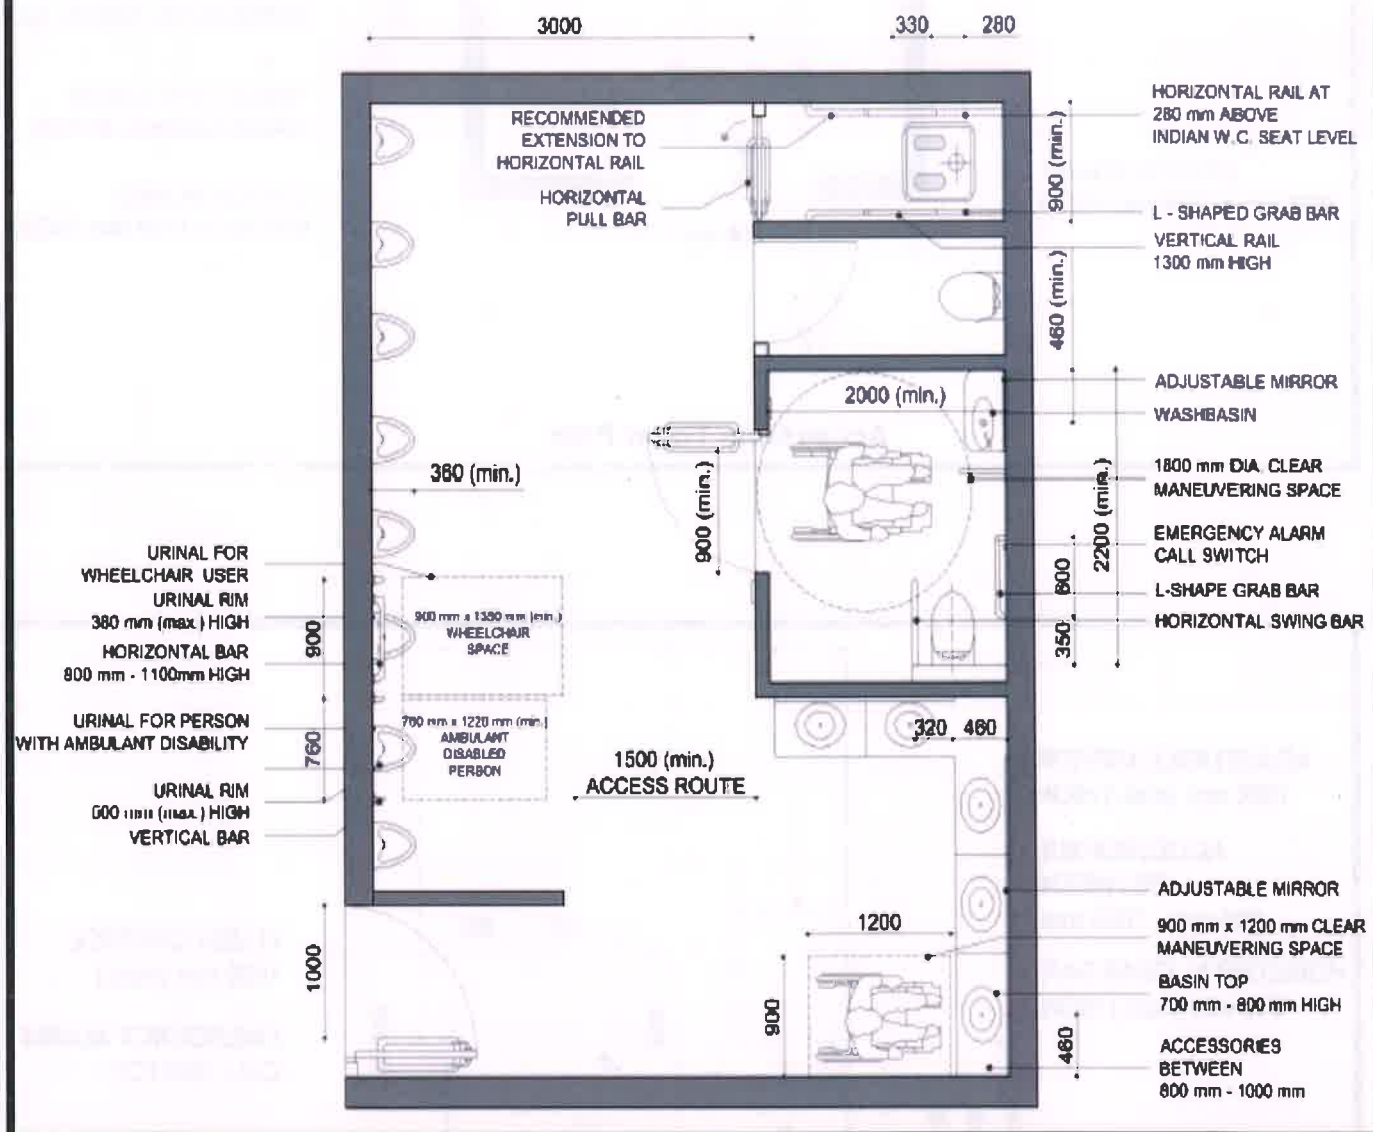 3000
330
280
RECOMMENDED
EXTENSION TO
HORIZONTAL RAIL
HORIZONTAL
PULL BAR
HORIZONTAL RAIL AT
280 mm ABOVE
INDIAN W.C. SEAT LEVEL
900 (min.)
L - SHAPED GRAB BAR
VERTICAL RAIL
1300 mm HIGH
460 (min.)
ADJUSTABLE MIRROR
2000 (min.)
WASHBASIN
1800 mm DIA. CLEAR
MANEUVERING SPACE
360 (min.)
900 (min.)
2200 (min.)
EMERGENCY ALARM
CALL SWITCH
600
L-SHAPE GRAB BAR
HORIZONTAL SWING BAR
350
URINAL FOR
WHEELCHAIR USER
URINAL RIM
380 mm (max.) HIGH
HORIZONTAL BAR
800 mm - 1100mm HIGH
900
900 mm x 1350 mm (min.)
WHEELCHAIR
SPACE
URINAL FOR PERSON
WITH AMBULANT DISABILITY
760
760 mm x 1220 mm (min.)
AMBULANT
DISABLED
PERSON
URINAL RIM
500 mm (max.) HIGH
VERTICAL BAR
1500 (min.)
ACCESS ROUTE
320
460
ADJUSTABLE MIRROR
1200
900 mm x 1200 mm CLEAR
MANEUVERING SPACE
1000
900
BASIN TOP
700 mm - 800 mm HIGH
460
ACCESSORIES
BETWEEN
800 mm - 1000 mm